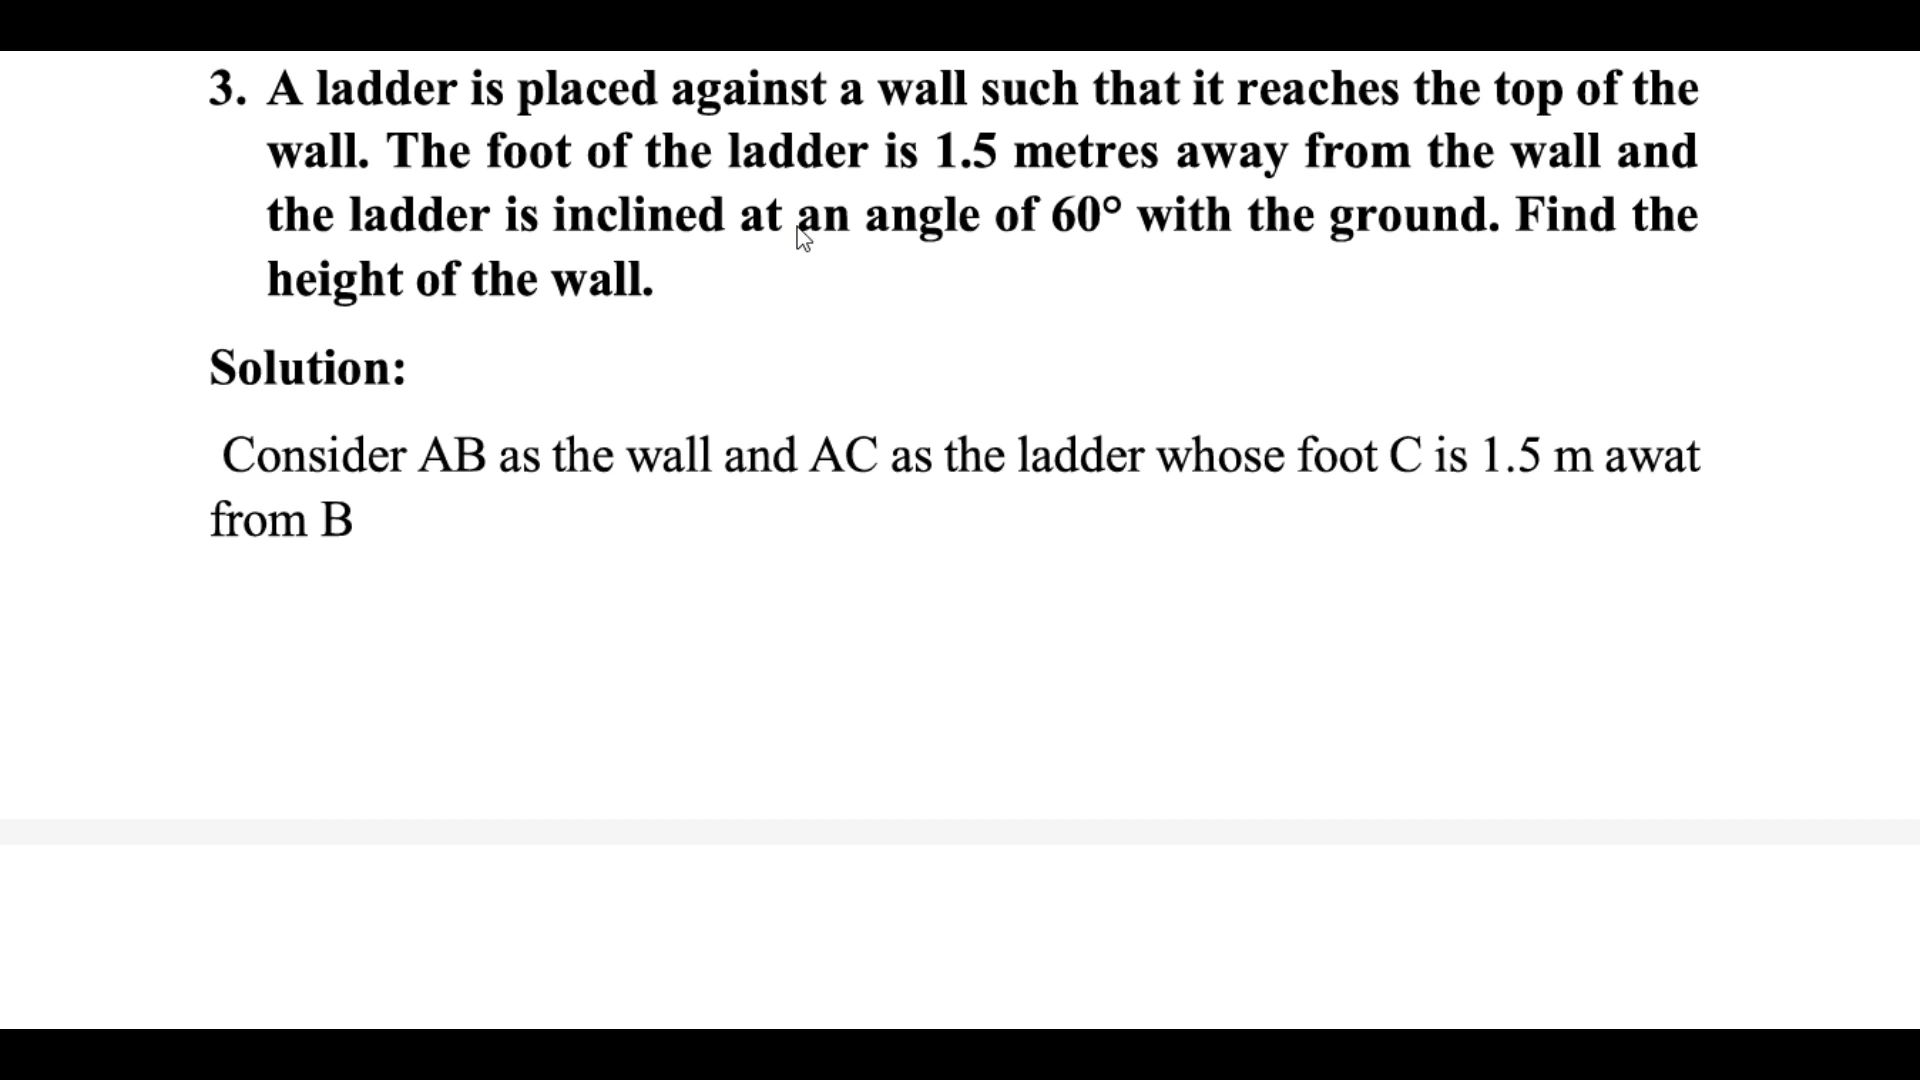 3. A ladder is placed against a wall such that it reaches the top of the
wall. The foot of the ladder is 1.5 metres away from the wall and
the ladder is inclined at an angle of 60° with the ground. Find the
height of the wall.
Solution:
Consider AB as the wall and AC as the ladder whose foot C is 1.5 m awat
from B